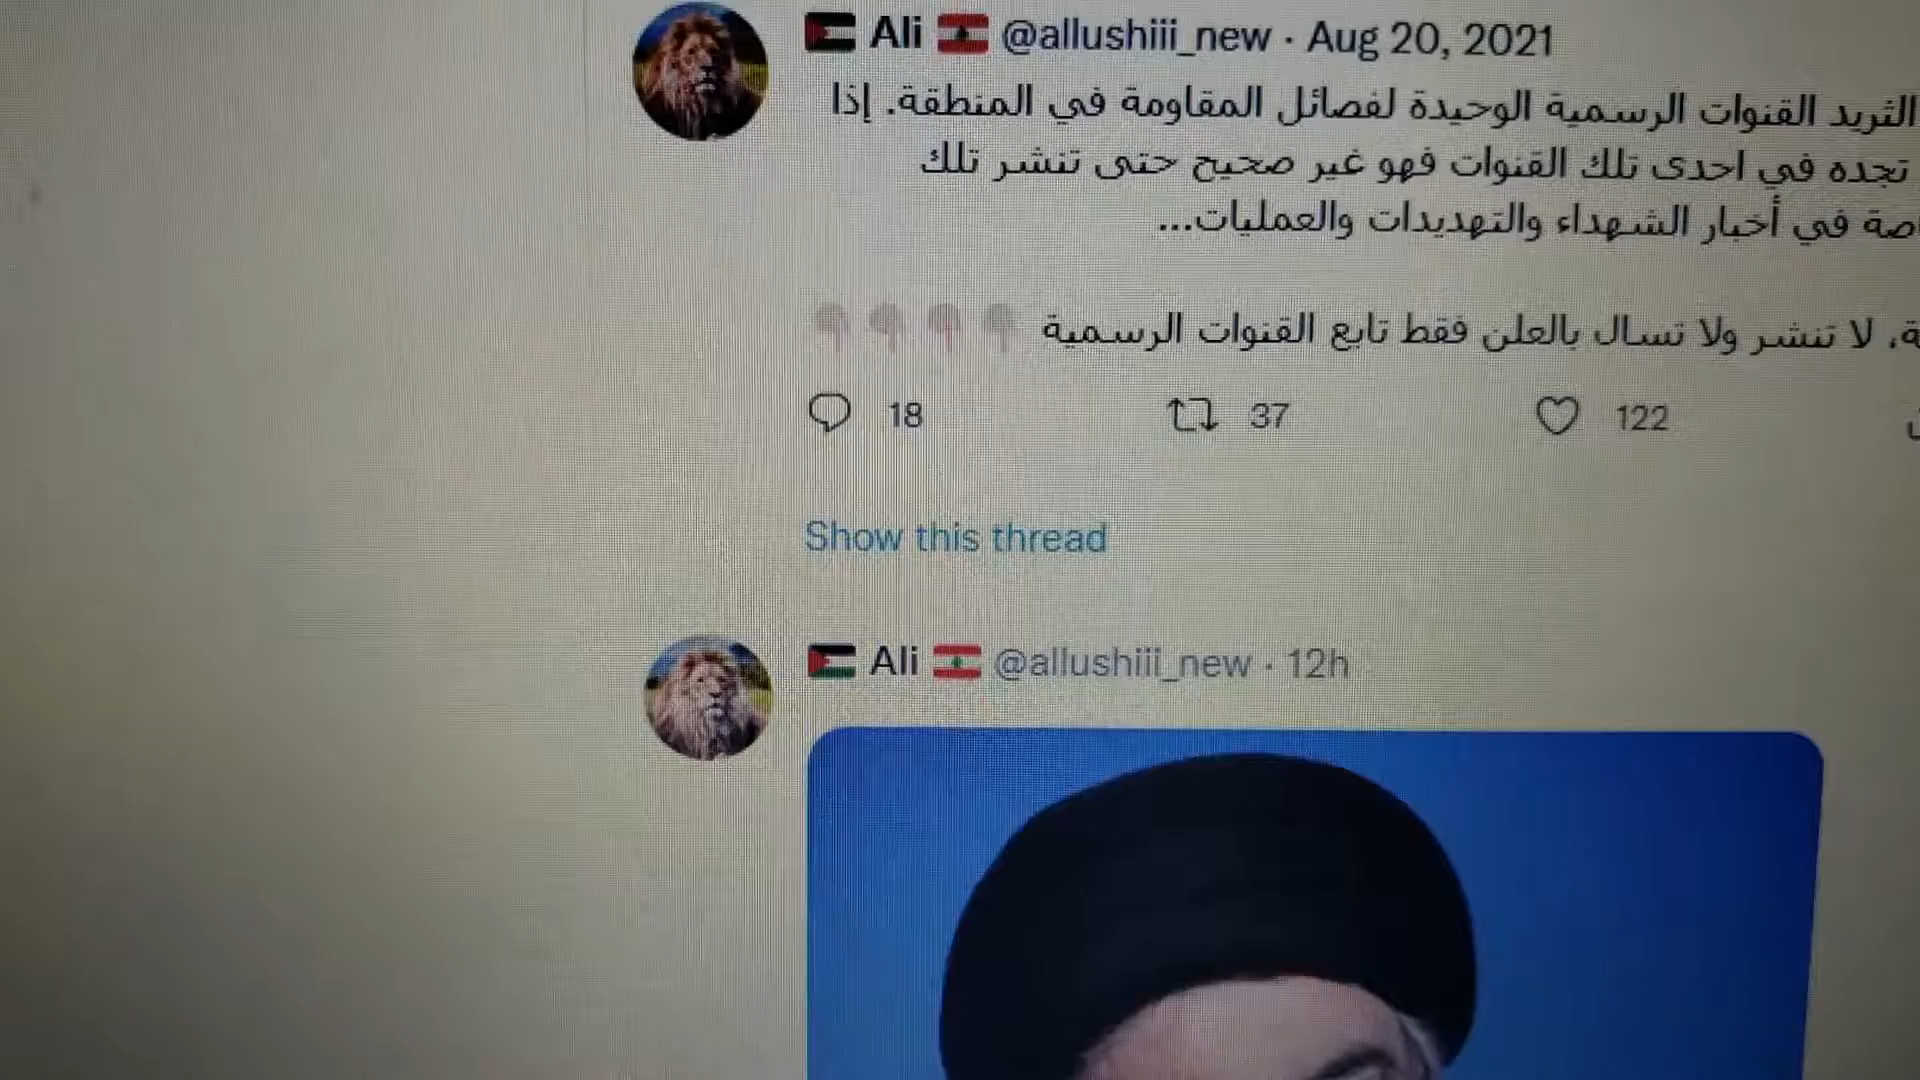 Ali @allushiii_new · Aug 20, 2021
الثريد القنوات الرسمية الوحيدة لفصائل المقاومة في المنطقة. إذا
تجده في احدى تلك القنوات فهو غير صحيح حتى تنشر تلك
في أخبار الشهداء والتهديدات والعمليات...
لا تنشر ولا تسال بالعلن فقط تابع القنوات الرسمية
18 37 122
Show this thread
Ali @allushiii_new · 12h